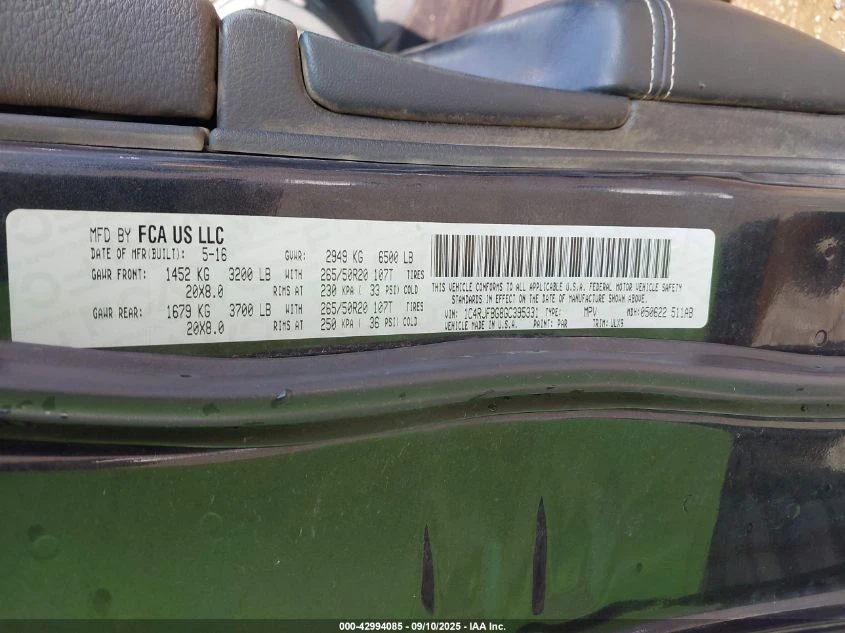 MFD BY FCA US LLC
DATE OF MFR(BUILT): 5-16 GVWR: 2949 KG 6500 LB
GAWR FRONT: 1452 KG 3200 LB WITH 265/50R20 107T TIRES
20X8.0 RIMS AT 230 KPA ( 33 PSI) COLD
GAWR REAR: 1679 KG 3700 LB WITH 265/50R20 107T TIRES
20X8.0 RIMS AT 250 KPA ( 36 PSI) COLD
THIS VEHICLE CONFORMS TO ALL APPLICABLE U.S.A. FEDERAL MOTOR VEHICLE SAFETY
STANDARDS IN EFFECT ON THE DATE OF MANUFACTURE SHOWN ABOVE.
VIN: 1C4RJFBG8GC395331 TYPE: MPV MDH: 050622 511AB
PAINT: PAR TRIM: VLX9
000-42994085 - 09/10/2025 - IAA Inc.